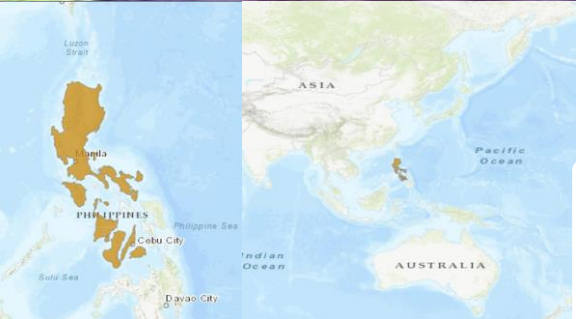 Luzon
Strait
Manila
PHILIPPINES
Philippine Sea
Cebu City
Sulu Sea
Davao City
ASIA
Pacific
Ocean
Indian
Ocean
AUSTRALIA